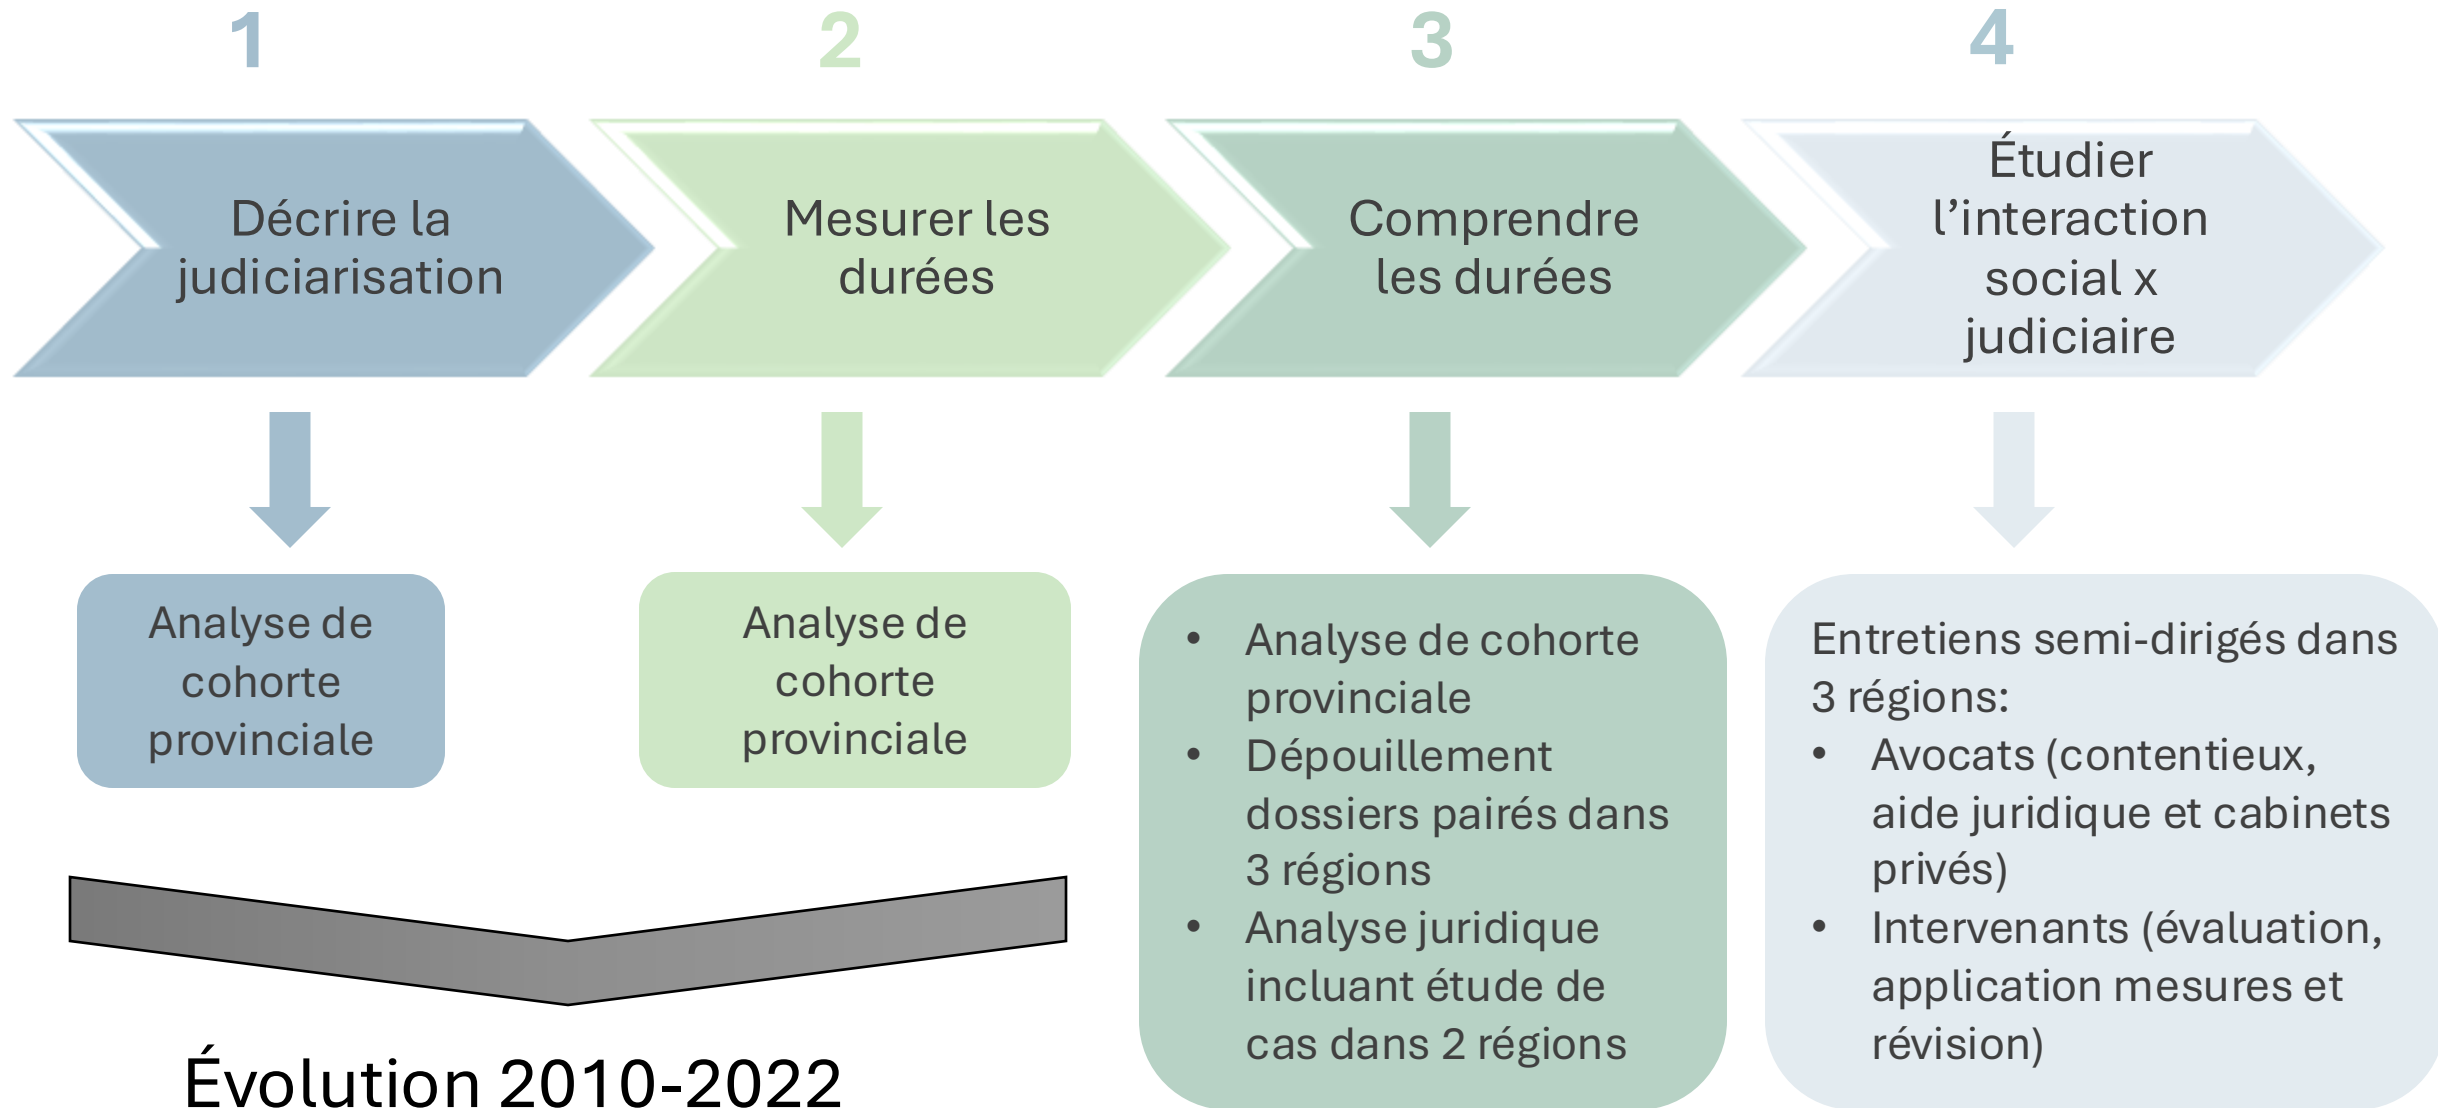 1
Décrire la
judiciarisation
Analyse de
cohorte
provinciale
2
Mesurer les
durées
Analyse de
cohorte
provinciale
Évolution 2010-2022
3
Comprendre
les durées
• Analyse de cohorte
provinciale
• Dépouillement
dossiers pairés dans
3 régions
• Analyse juridique
incluant étude de
cas dans 2 régions
4
Étudier
l’interaction
social x
judiciaire
Entretiens semi-dirigés dans
3 régions:
• Avocats (contentieux,
aide juridique et cabinets
privés)
• Intervenants (évaluation,
application mesures et
révision)